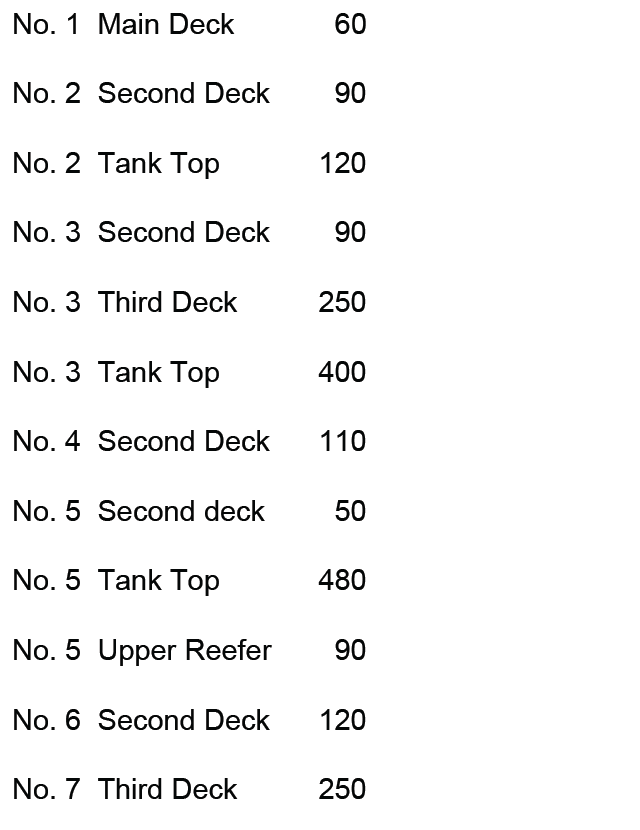 No. 1 Main Deck 60
No. 2 Second Deck 90
No. 2 Tank Top 120
No. 3 Second Deck 90
No. 3 Third Deck 250
No. 3 Tank Top 400
No. 4 Second Deck 110
No. 5 Second deck 50
No. 5 Tank Top 480
No. 5 Upper Reefer 90
No. 6 Second Deck 120
No. 7 Third Deck 250